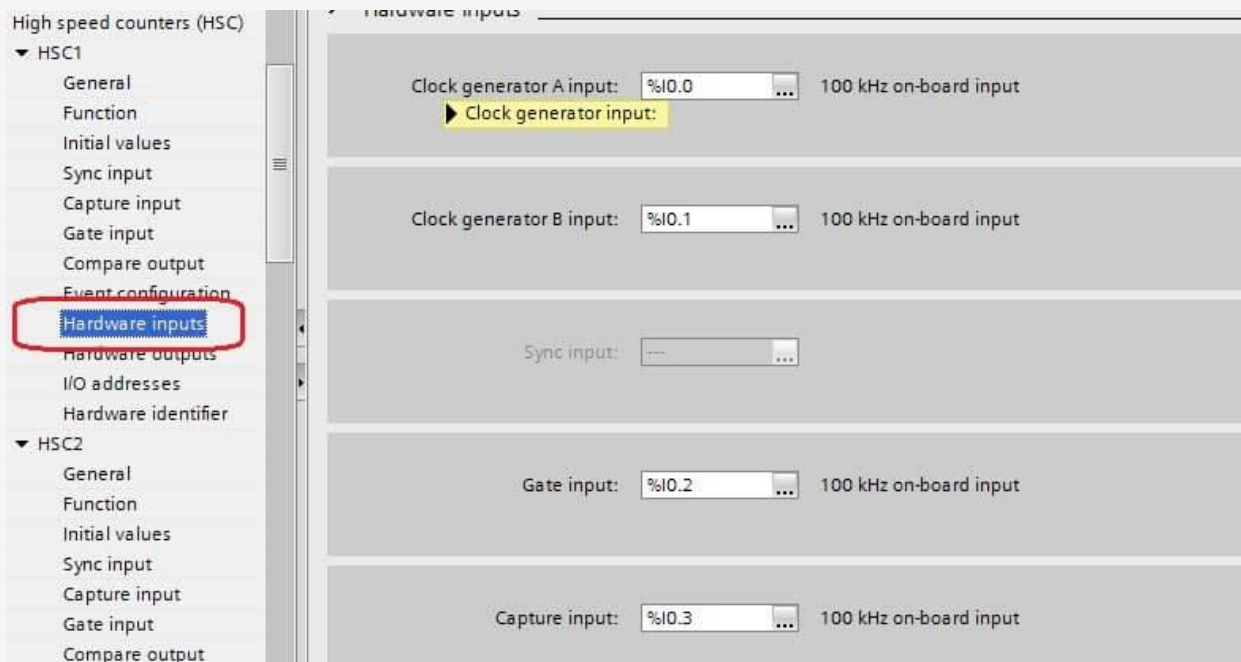 High speed counters (HSC)
HSC1
General
Function
Initial values
Sync input
Capture input
Gate input
Compare output
Event configuration
Hardware inputs
Hardware outputs
I/O addresses
Hardware identifier
HSC2
General
Function
Initial values
Sync input
Capture input
Gate input
Compare output
Hardware inputs
Clock generator A input: %I0.0 ... 100 kHz on-board input
Clock generator input:
Clock generator B input: %I0.1 ... 100 kHz on-board input
Sync input: --- ...
Gate input: %I0.2 ... 100 kHz on-board input
Capture input: %I0.3 ... 100 kHz on-board input